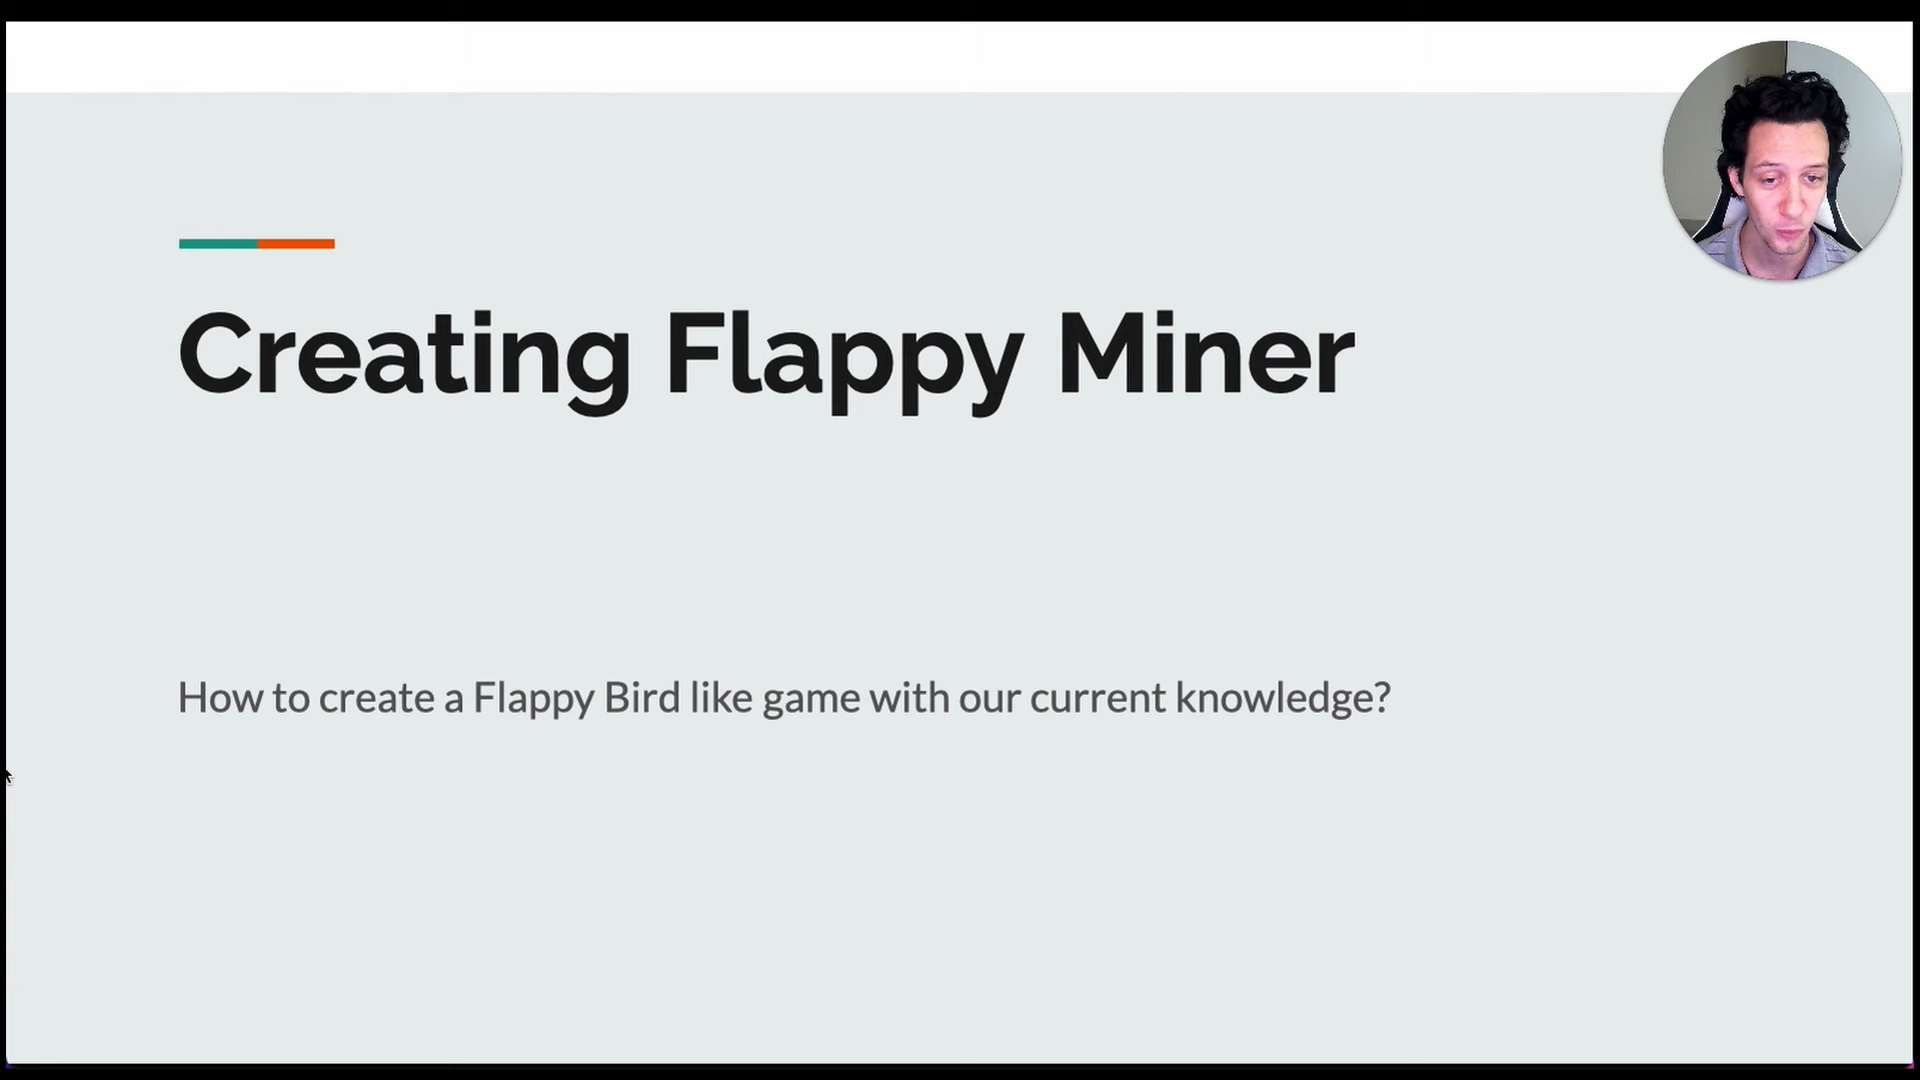 Creating Flappy Miner
How to create a Flappy Bird like game with our current knowledge?